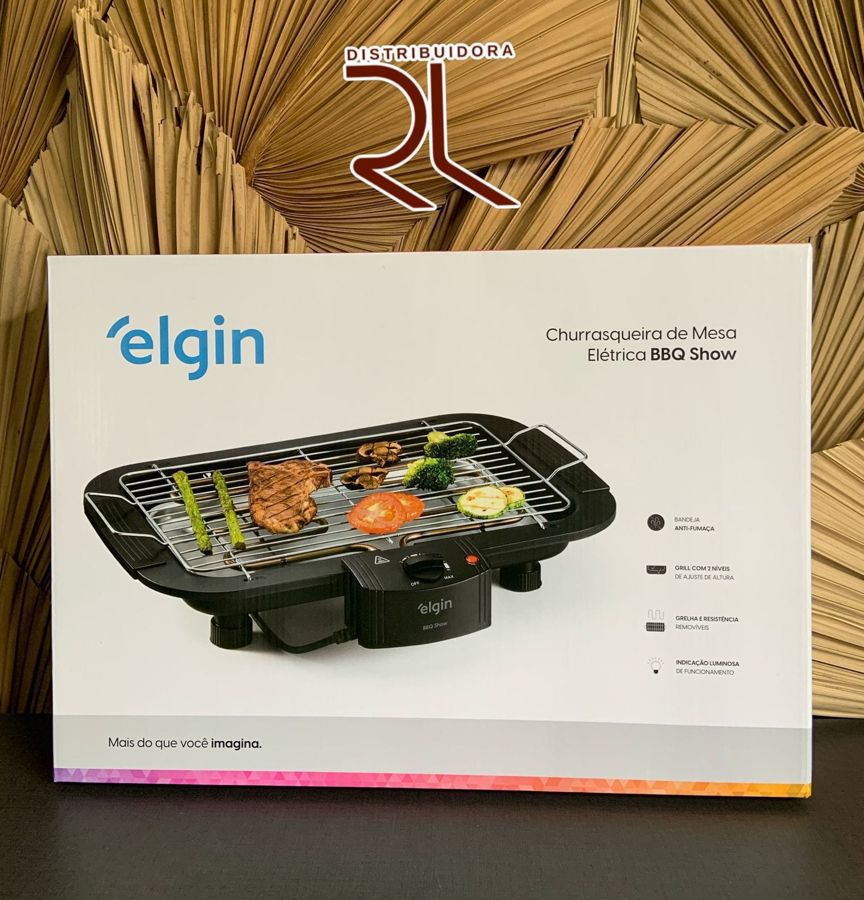 DISTRIBUIDORA
RL
elgin
Churrasqueira de Mesa
Elétrica BBQ Show
BANDEJA
ANTI-FUMAÇA
GRILL COM 2 NÍVEIS
DE AJUSTE DE ALTURA
OFF
MAX
elgin
BBQ Show
GRELHA E RESISTÊNCIA
REMOVÍVEIS
INDICAÇÃO LUMINOSA
DE FUNCIONAMENTO
Mais do que você imagina.